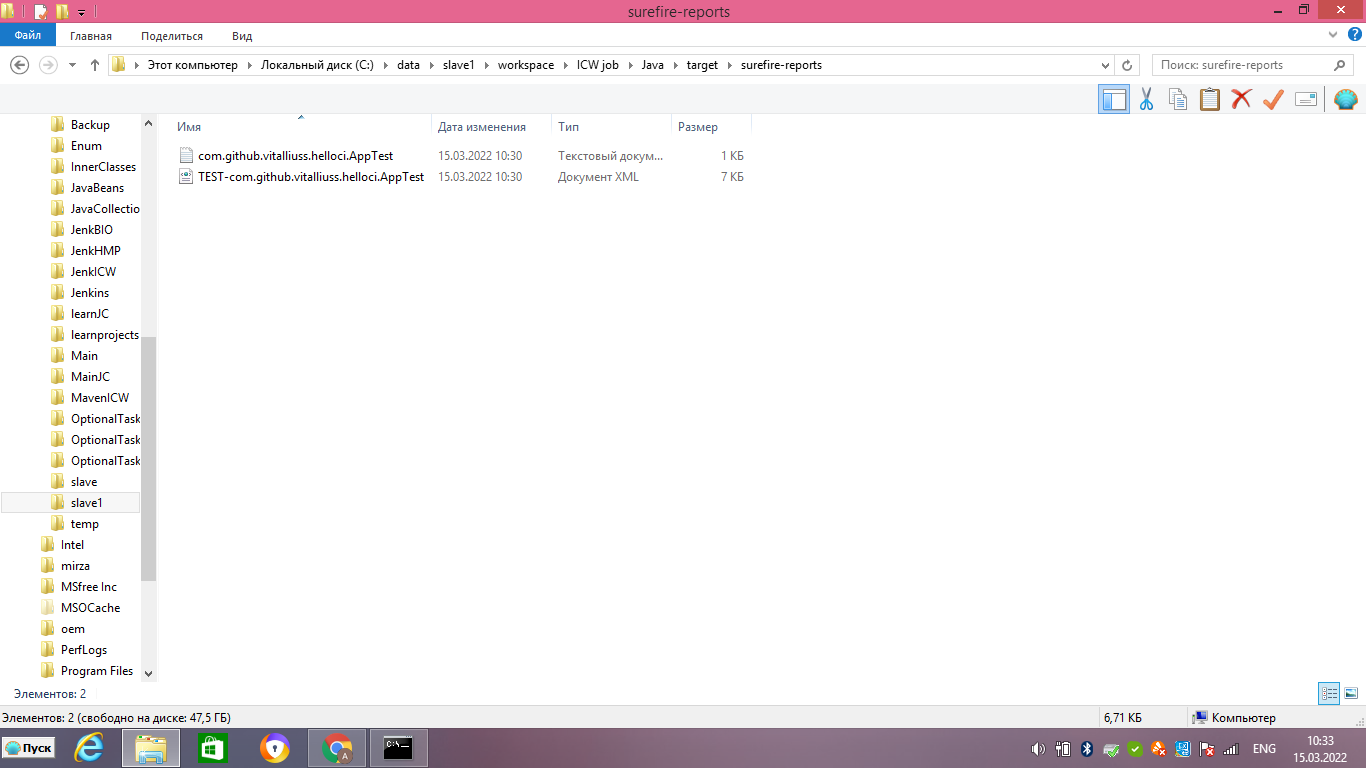 surefire-reports
Файл Главная Поделиться Вид
Этот компьютер Локальный диск (C:) data slave1 workspace ICW job Java target surefire-reports Поиск: surefire-reports
Имя Дата изменения Тип Размер
com.github.vitalliuss.helloci.AppTest 15.03.2022 10:30 Текстовый докум... 1 КБ
TEST-com.github.vitalliuss.helloci.AppTest 15.03.2022 10:30 Документ XML 7 КБ
Backup
Enum
InnerClasses
JavaBeans
JavaCollectio
JenkBIO
JenkHMP
JenkICW
Jenkins
learnJC
learnprojects
Main
MainJC
MavenICW
OptionalTask
OptionalTask
OptionalTask
slave
slave1
temp
Intel
mirza
MSfree Inc
MSOCache
oem
PerfLogs
Program Files
Элементов: 2
Элементов: 2 (свободно на диске: 47,5 ГБ) 6,71 КБ Компьютер
Пуск C:\_ A ENG 10:33
15.03.2022